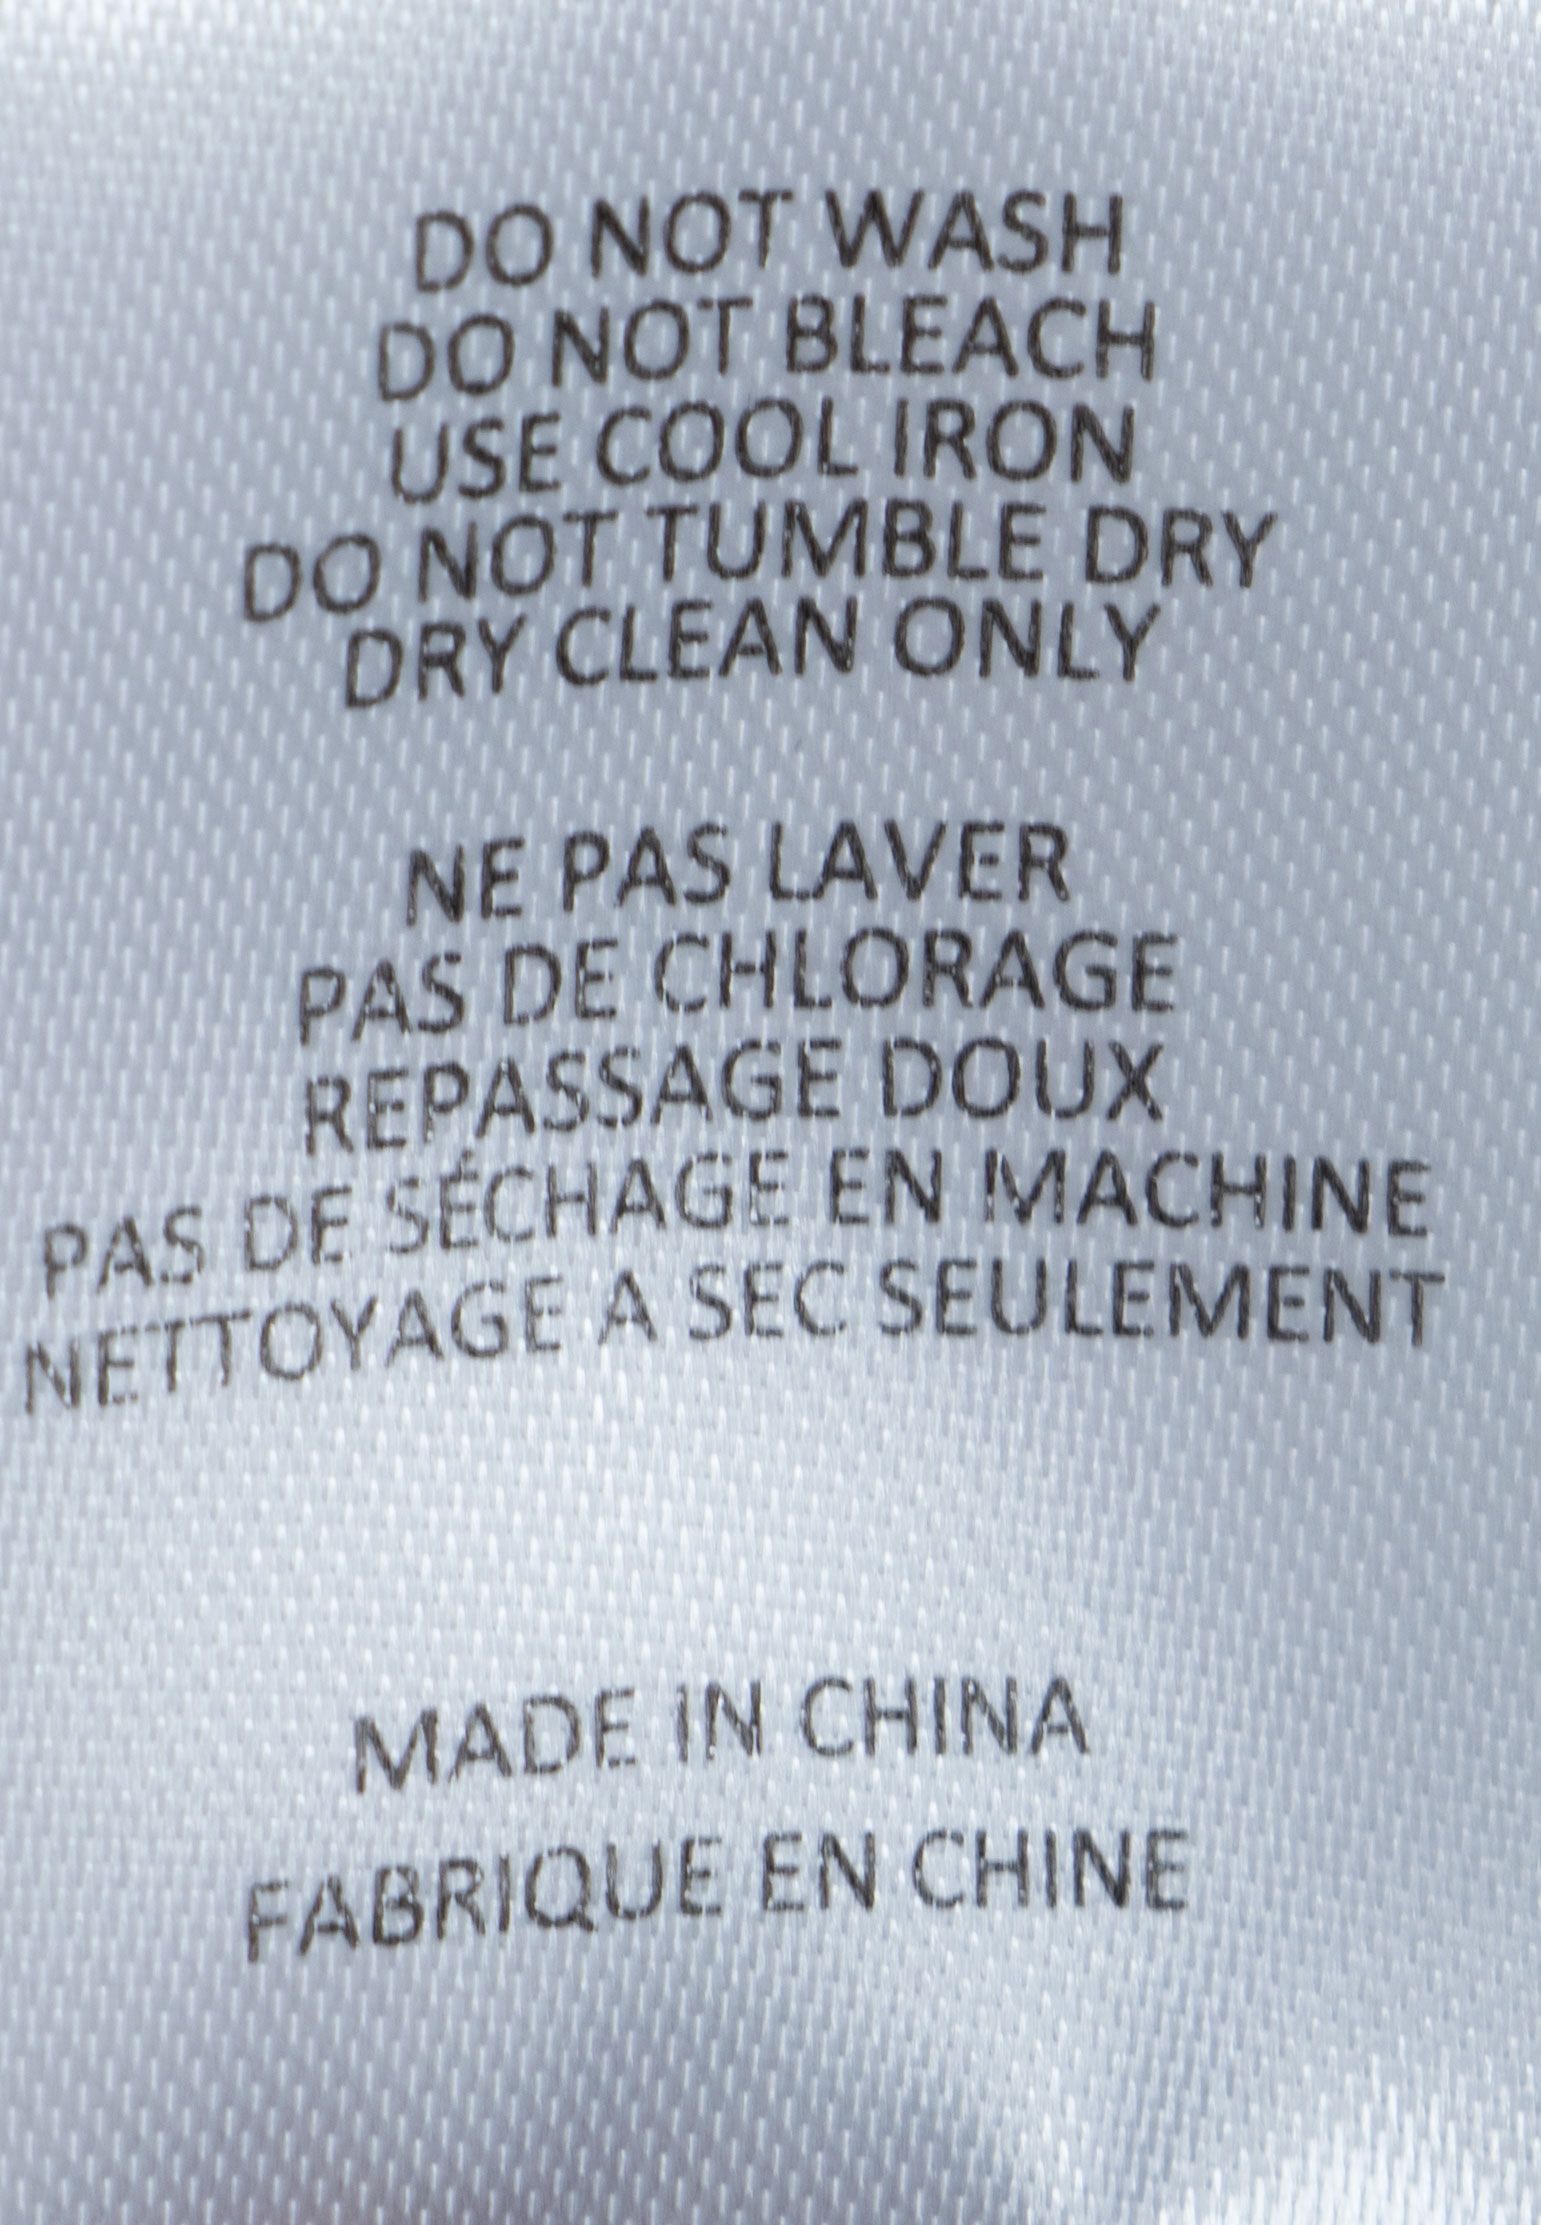 DO NOT WASH
DO NOT BLEACH
USE COOL IRON
DO NOT TUMBLE DRY
DRY CLEAN ONLY
NE PAS LAVER
PAS DE CHLORAGE
REPASSAGE DOUX
PAS DE SÉCHAGE EN MACHINE
NETTOYAGE A SEC SEULEMENT
MADE IN CHINA
FABRIQUE EN CHINE